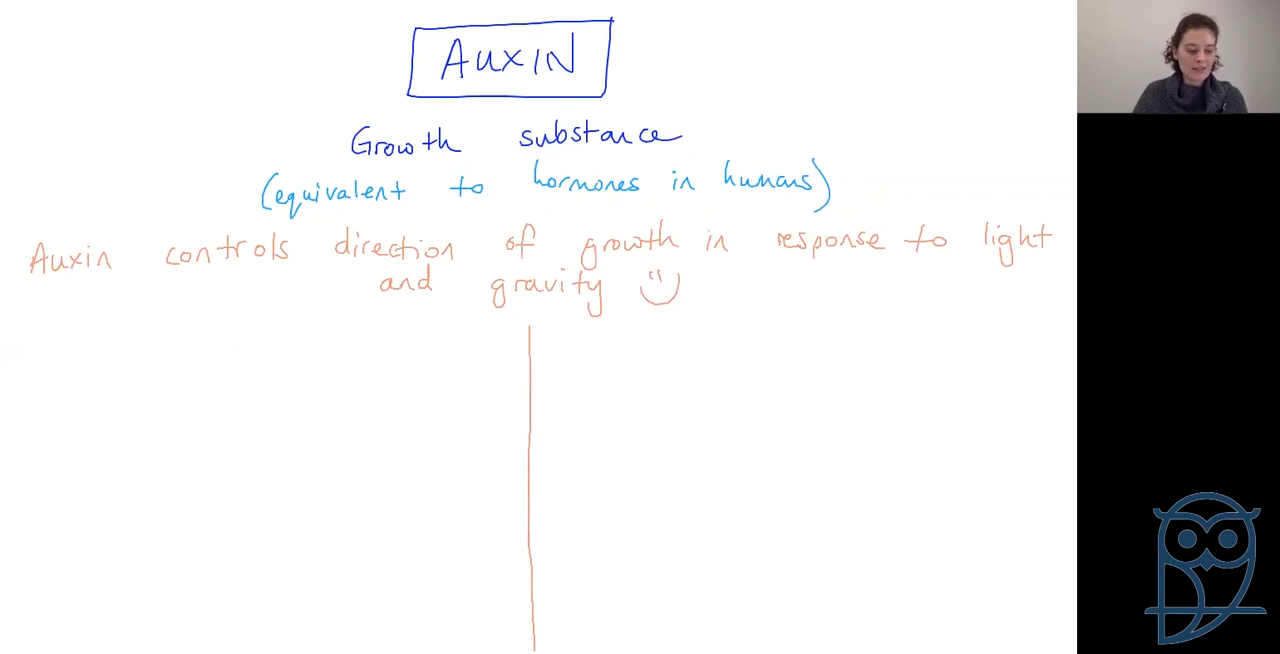 AUXIN
Growth substance
(equivalent to hormones in humans)
Auxin controls direction of growth in response to light
and gravity